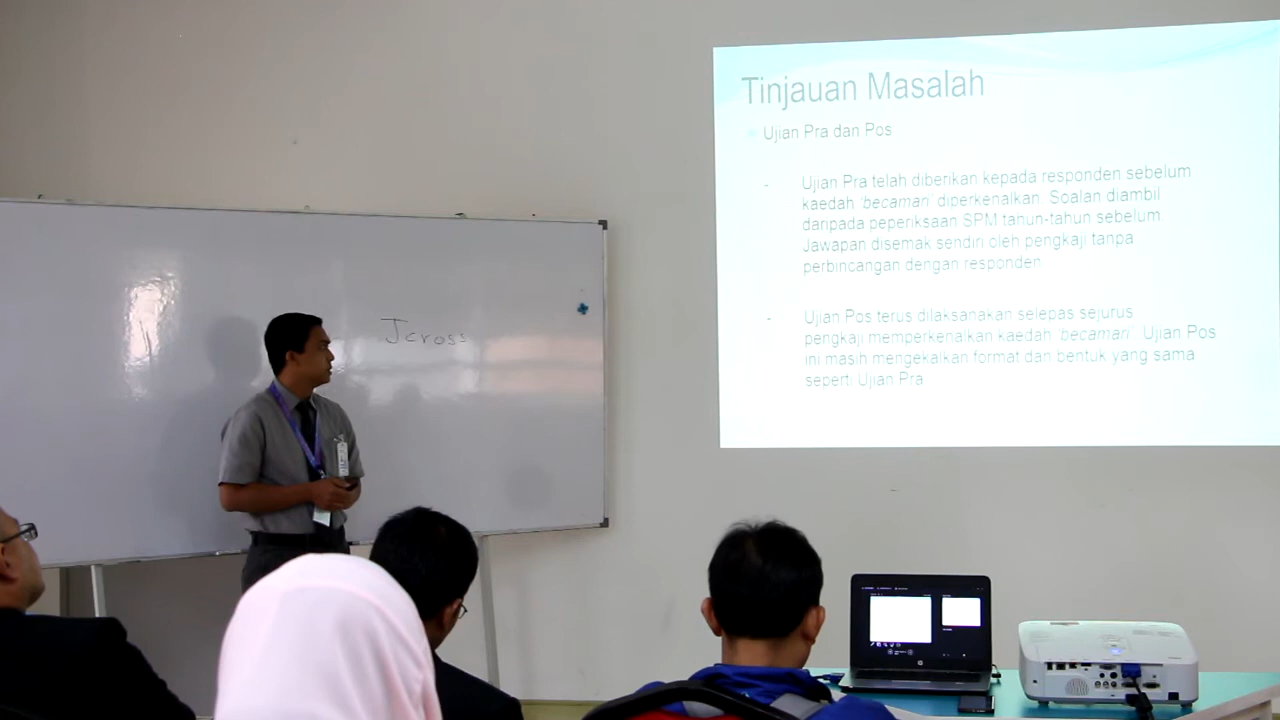 Tinjauan Masalah
Ujian Pra dan Pos
- Ujian Pra telah diberikan kepada responden sebelum
kaedah 'becamari' diperkenalkan. Soalan diambil
daripada peperiksaan SPM tahun-tahun sebelum
Jawapan disemak sendiri oleh pengkaji tanpa
perbincangan dengan responden
- Ujian Pos terus dilaksanakan selepas sejurus
pengkaji memperkenalkan kaedah 'becamari'. Ujian Pos
ini masih mengekalkan format dan bentuk yang sama
seperti Ujian Pra
Jcross
hp